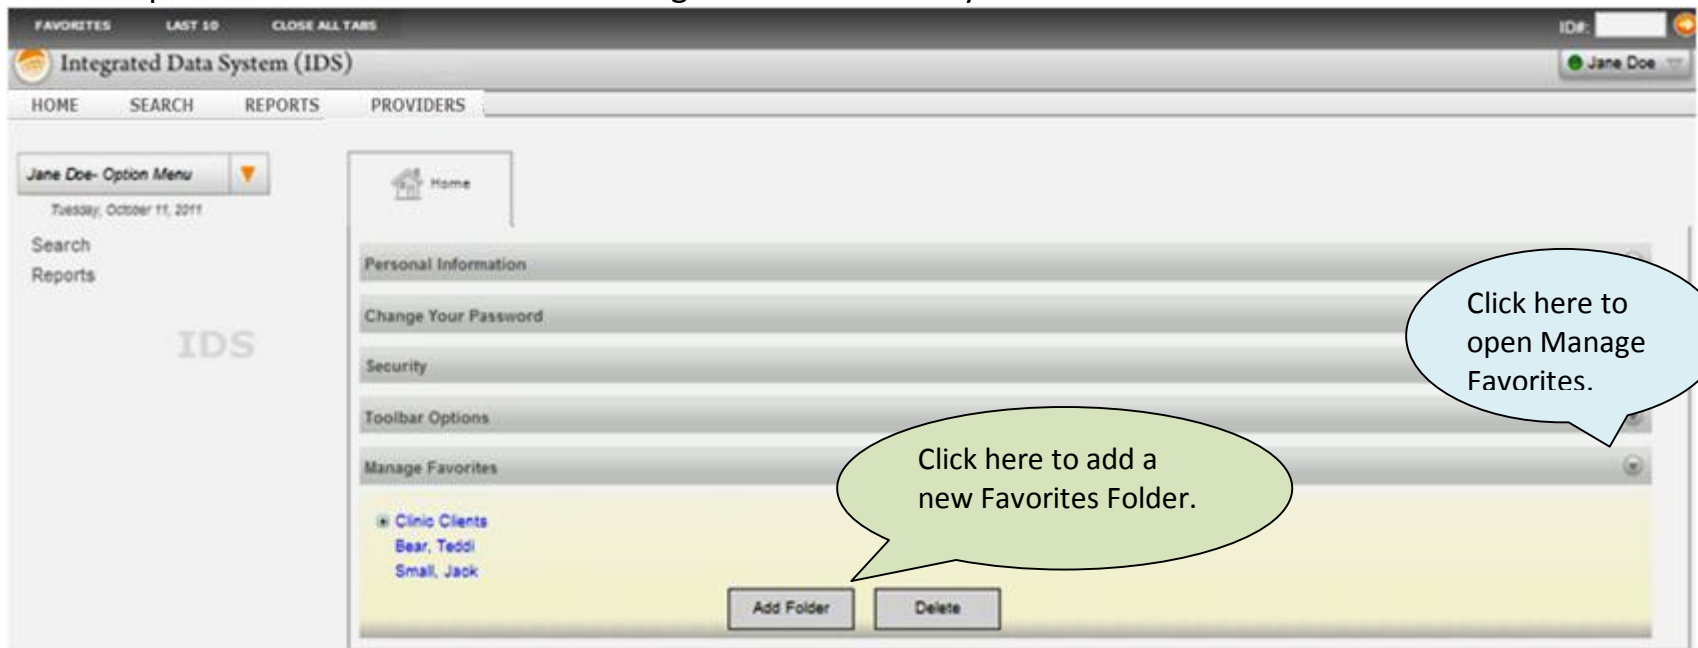 FAVORITES LAST 10 CLOSE ALL TABS ID#:
Integrated Data System (IDS) Jane Doe
HOME SEARCH REPORTS PROVIDERS
Jane Doe- Option Menu
Home
Tuesday, October 11, 2011
Search
Reports
IDS
Personal Information
Change Your Password
Security
Toolbar Options
Manage Favorites
Click here to
open Manage
Favorites.
Click here to add a
new Favorites Folder.
Clinic Clients
Bear, Teddi
Small, Jack
Add Folder Delete